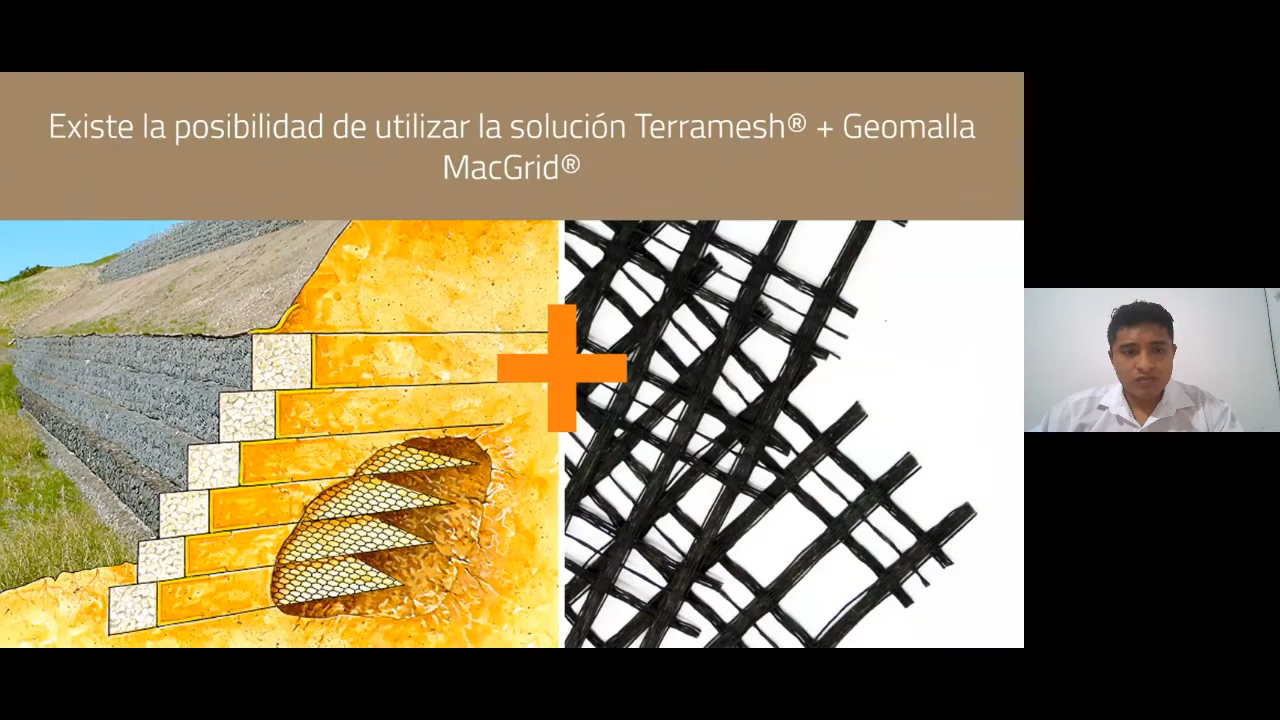 Existe la posibilidad de utilizar la solución Terramesh® + Geomalla
MacGrid®